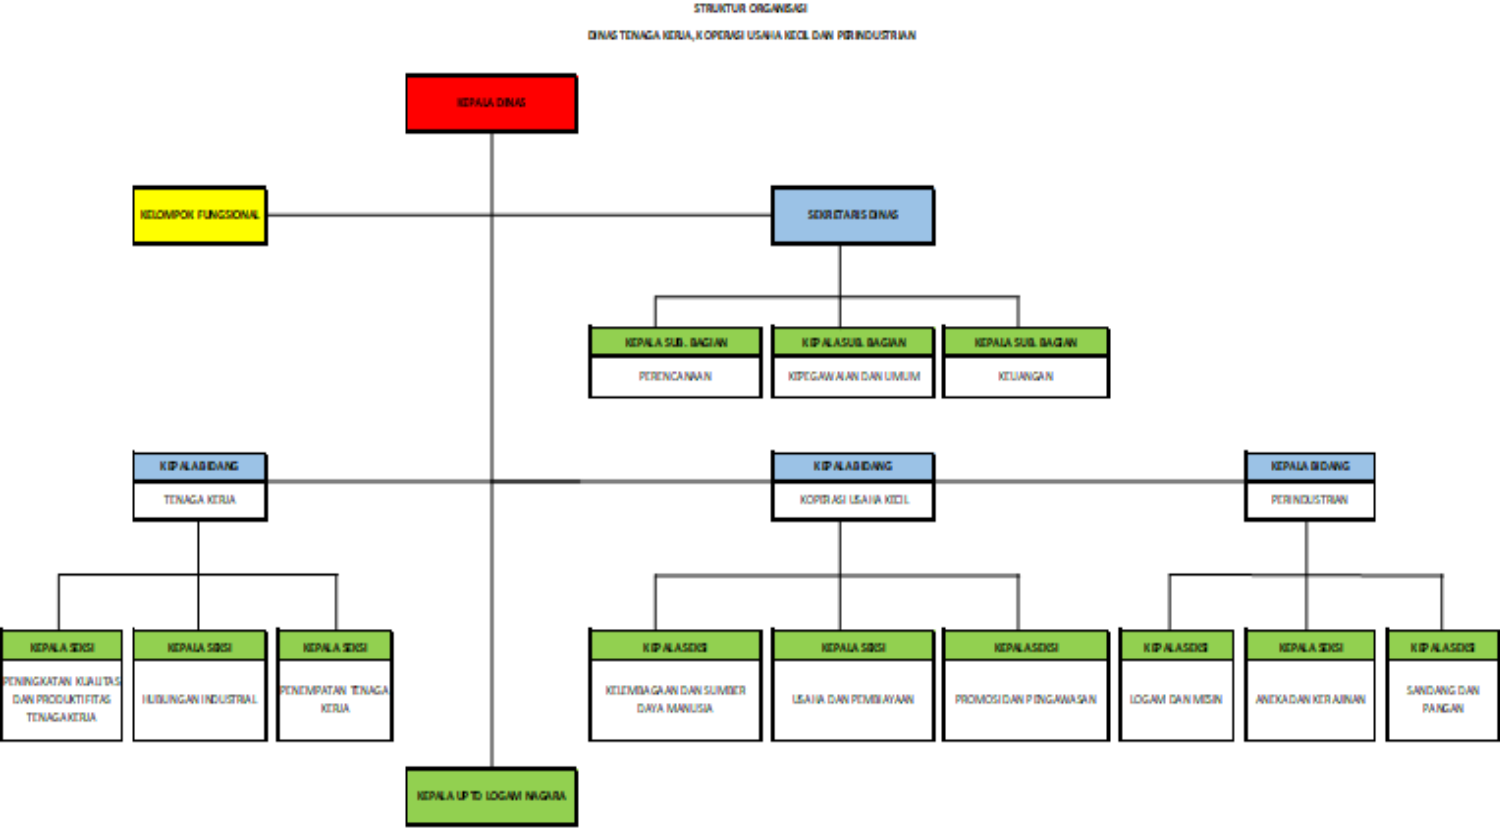 STRUKTUR ORGANISASI
DINAS TENAGA KERJA, KOPERASI USAHA KECIL DAN PERINDUSTRIAN
KEPALA DINAS
KELOMPOK FUNGSIONAL
SEKRETARIS DINAS
KEPALA SUB. BAGIAN
PERENCANAAN
KEPALA SUB. BAGIAN
KEPEGAWAIAN DAN UMUM
KEPALA SUB. BAGIAN
KEUANGAN
KEPALA BIDANG
TENAGA KERJA
KEPALA BIDANG
KOPERASI USAHA KECIL
KEPALA BIDANG
PERINDUSTRIAN
KEPALA SEKSI
PENINGKATAN KUALITAS
DAN PRODUKTIFITAS
TENAGA KERJA
KEPALA SEKSI
HUBUNGAN INDUSTRIAL
KEPALA SEKSI
PENEMPATAN TENAGA
KERJA
KEPALA SEKSI
KELEMBAGAAN DAN SUMBER
DAYA MANUSIA
KEPALA SEKSI
USAHA DAN PEMBIAYAAN
KEPALA SEKSI
PROMOSI DAN PENGAWASAN
KEPALA SEKSI
LOGAM DAN MESIN
KEPALA SEKSI
ANEKA DAN KERAJINAN
KEPALA SEKSI
SANDANG DAN
PANGAN
KEPALA UPTD LOGAM NAGARA